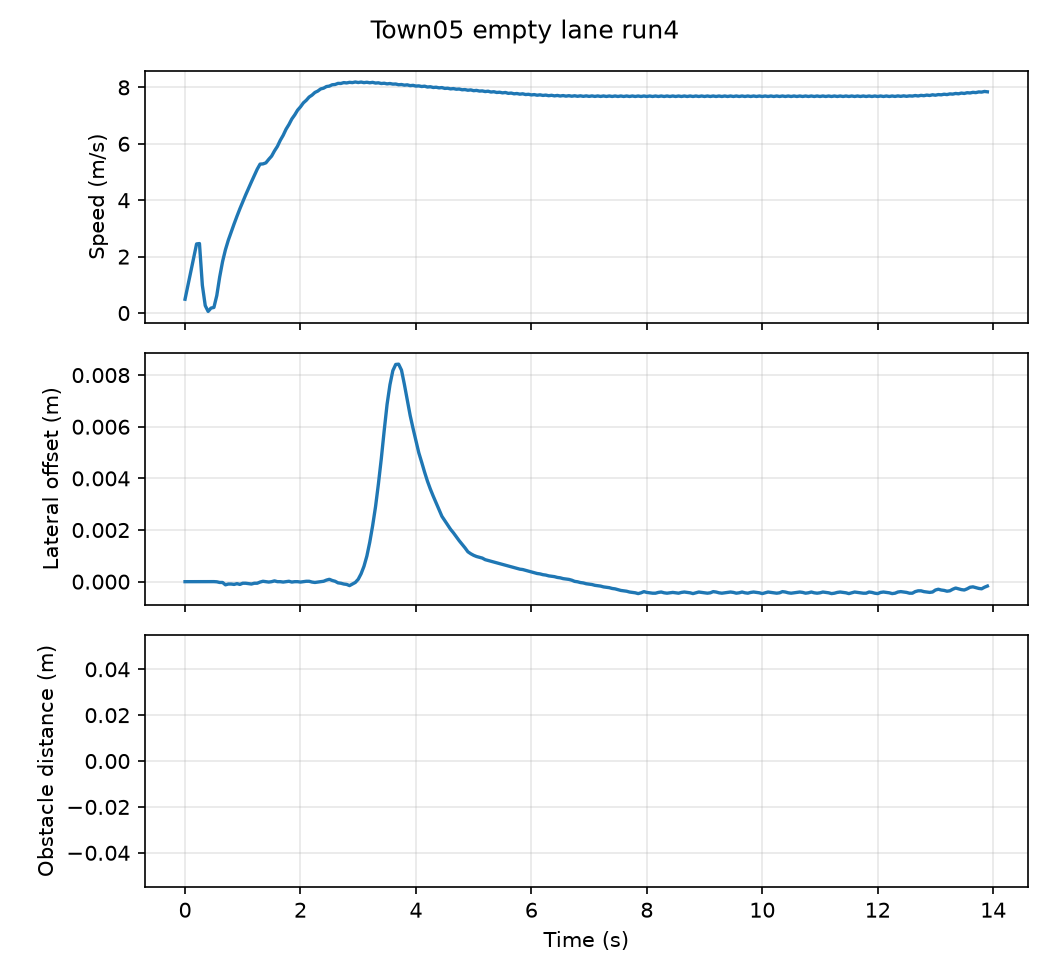 Town05 empty lane run4
8
6
4
2
0
Speed (m/s)
0.008
0.006
0.004
0.002
0.000
Lateral offset (m)
0.04
0.02
0.00
−0.02
−0.04
Obstacle distance (m)
0 2 4 6 8 10 12 14
Time (s)